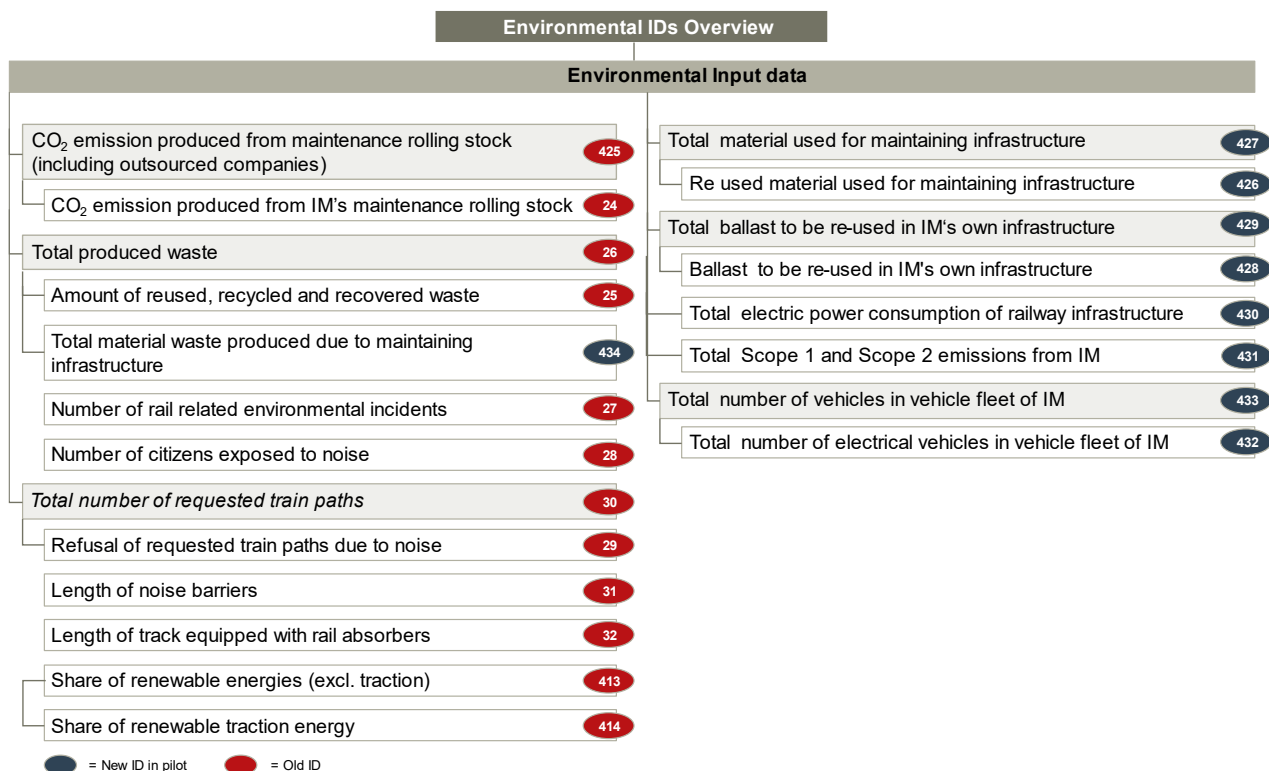 Environmental IDs Overview
Environmental Input data
CO₂ emission produced from maintenance rolling stock
(including outsourced companies)
425
CO₂ emission produced from IM’s maintenance rolling stock
24
Total produced waste
26
Amount of reused, recycled and recovered waste
25
Total material waste produced due to maintaining
infrastructure
434
Number of rail related environmental incidents
27
Number of citizens exposed to noise
28
Total number of requested train paths
30
Refusal of requested train paths due to noise
29
Length of noise barriers
31
Length of track equipped with rail absorbers
32
Share of renewable energies (excl. traction)
413
Share of renewable traction energy
414
Total material used for maintaining infrastructure
427
Re used material used for maintaining infrastructure
426
Total ballast to be re-used in IM‘s own infrastructure
429
Ballast to be re-used in IM's own infrastructure
428
Total electric power consumption of railway infrastructure
430
Total Scope 1 and Scope 2 emissions from IM
431
Total number of vehicles in vehicle fleet of IM
433
Total number of electrical vehicles in vehicle fleet of IM
432
= New ID in pilot
= Old ID